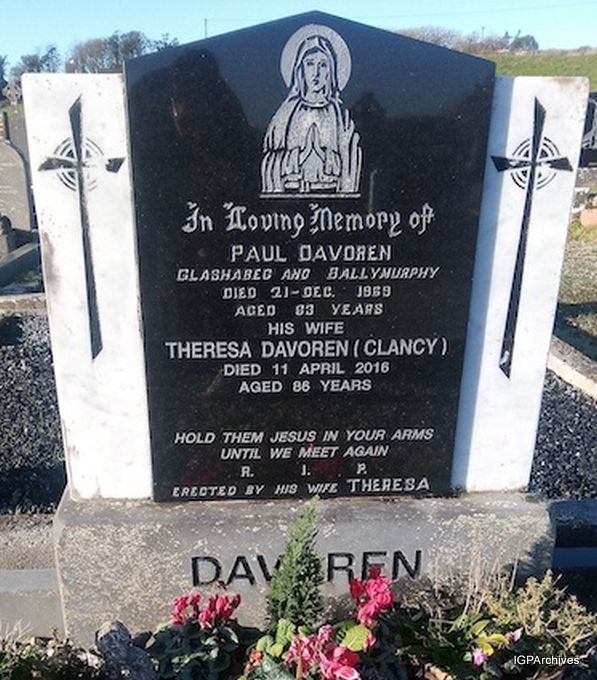 In Loving Memory of
PAUL DAVOREN
GLASHABEG AND BALLYMURPHY
DIED 21-DEC. 1989
AGED 63 YEARS
HIS WIFE
THERESA DAVOREN (CLANCY)
DIED 11 APRIL 2016
AGED 86 YEARS
HOLD THEM JESUS IN YOUR ARMS
UNTIL WE MEET AGAIN
R. I. P.
ERECTED BY HIS WIFE THERESA
DAVOREN
IGPArchives